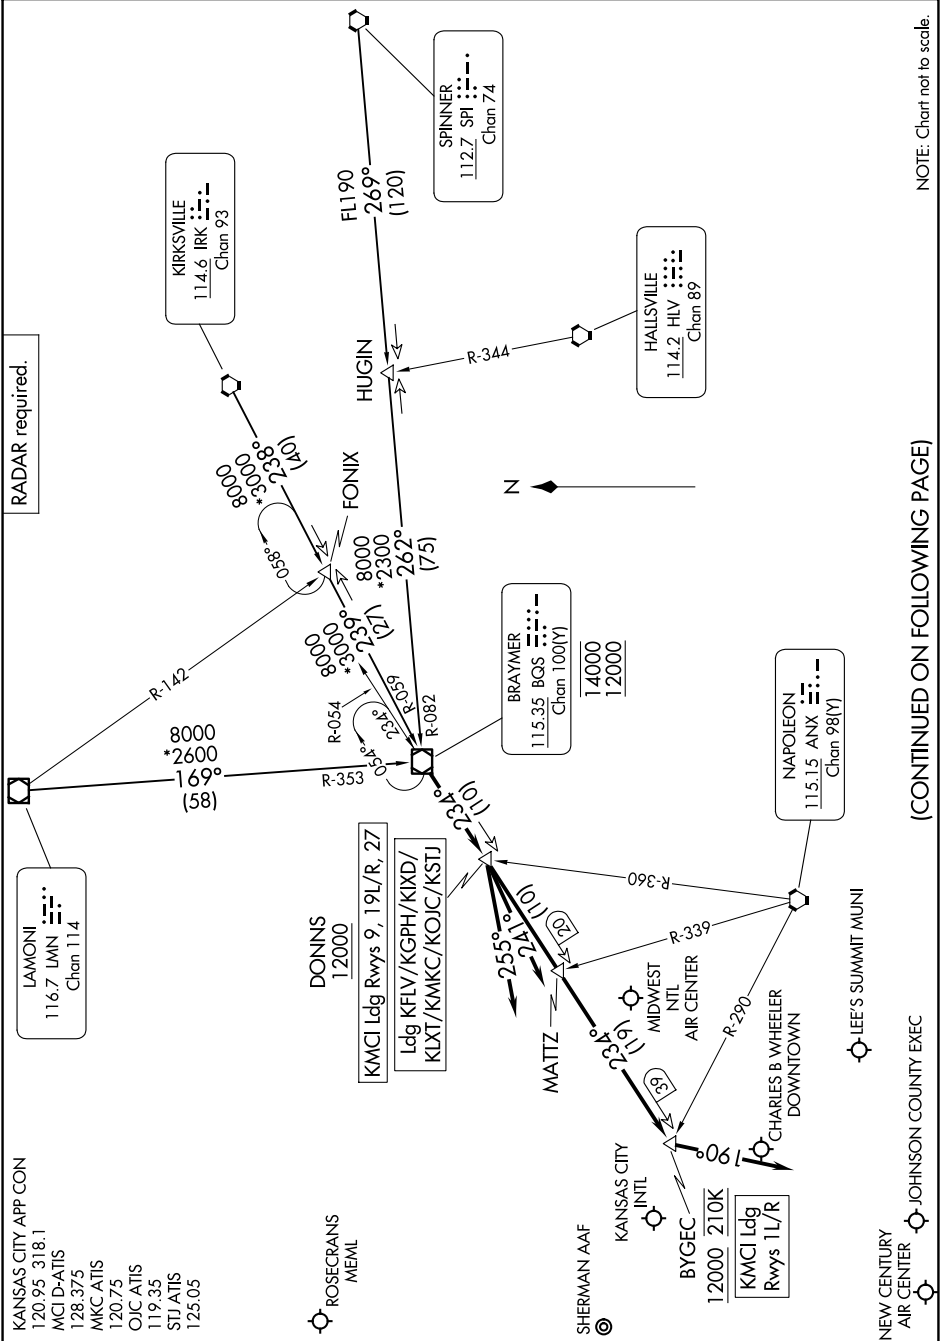 KANSAS CITY APP CON
120.95 318.1
MCI D-ATIS
128.375
MKC ATIS
120.75
OJC ATIS
119.35
STJ ATIS
125.05
RADAR required.
LAMONI
116.7 LMN
Chan 114
KIRKSVILLE
114.6 IRK
Chan 93
SPINNER
112.7 SPI
Chan 74
HALLSVILLE
114.2 HLV
Chan 89
BRAYMER
115.35 BQS
Chan 100(Y)
14000
12000
NAPOLEON
115.15 ANX
Chan 98(Y)
R-142
8000
*2600
169°
(58)
R-353
8000
*3000
238°
(40)
058°
FONIX
8000
*3000
239°
(27)
R-059
R-054
234°
054°
FL190
269°
(120)
HUGIN
R-344
8000
*2300
262°
(75)
R-082
N
234°
(10)
DONNS
12000
KMCI Ldg Rwys 9, 19L/R, 27
Ldg KFLV/KGPH/KIXD/
KLXT/KMKC/KOJC/KSTJ
255°
241°
(10)
20
R-360
R-339
R-290
MATTZ
234°
(19)
39
190°
BYGEC
12000 210K
KMCI Ldg
Rwys 1L/R
ROSECRANS
MEML
SHERMAN AAF
KANSAS CITY
INTL
MIDWEST
NTL
AIR CENTER
CHARLES B WHEELER
DOWNTOWN
LEE'S SUMMIT MUNI
NEW CENTURY
AIR CENTER
JOHNSON COUNTY EXEC
(CONTINUED ON FOLLOWING PAGE)
NOTE: Chart not to scale.